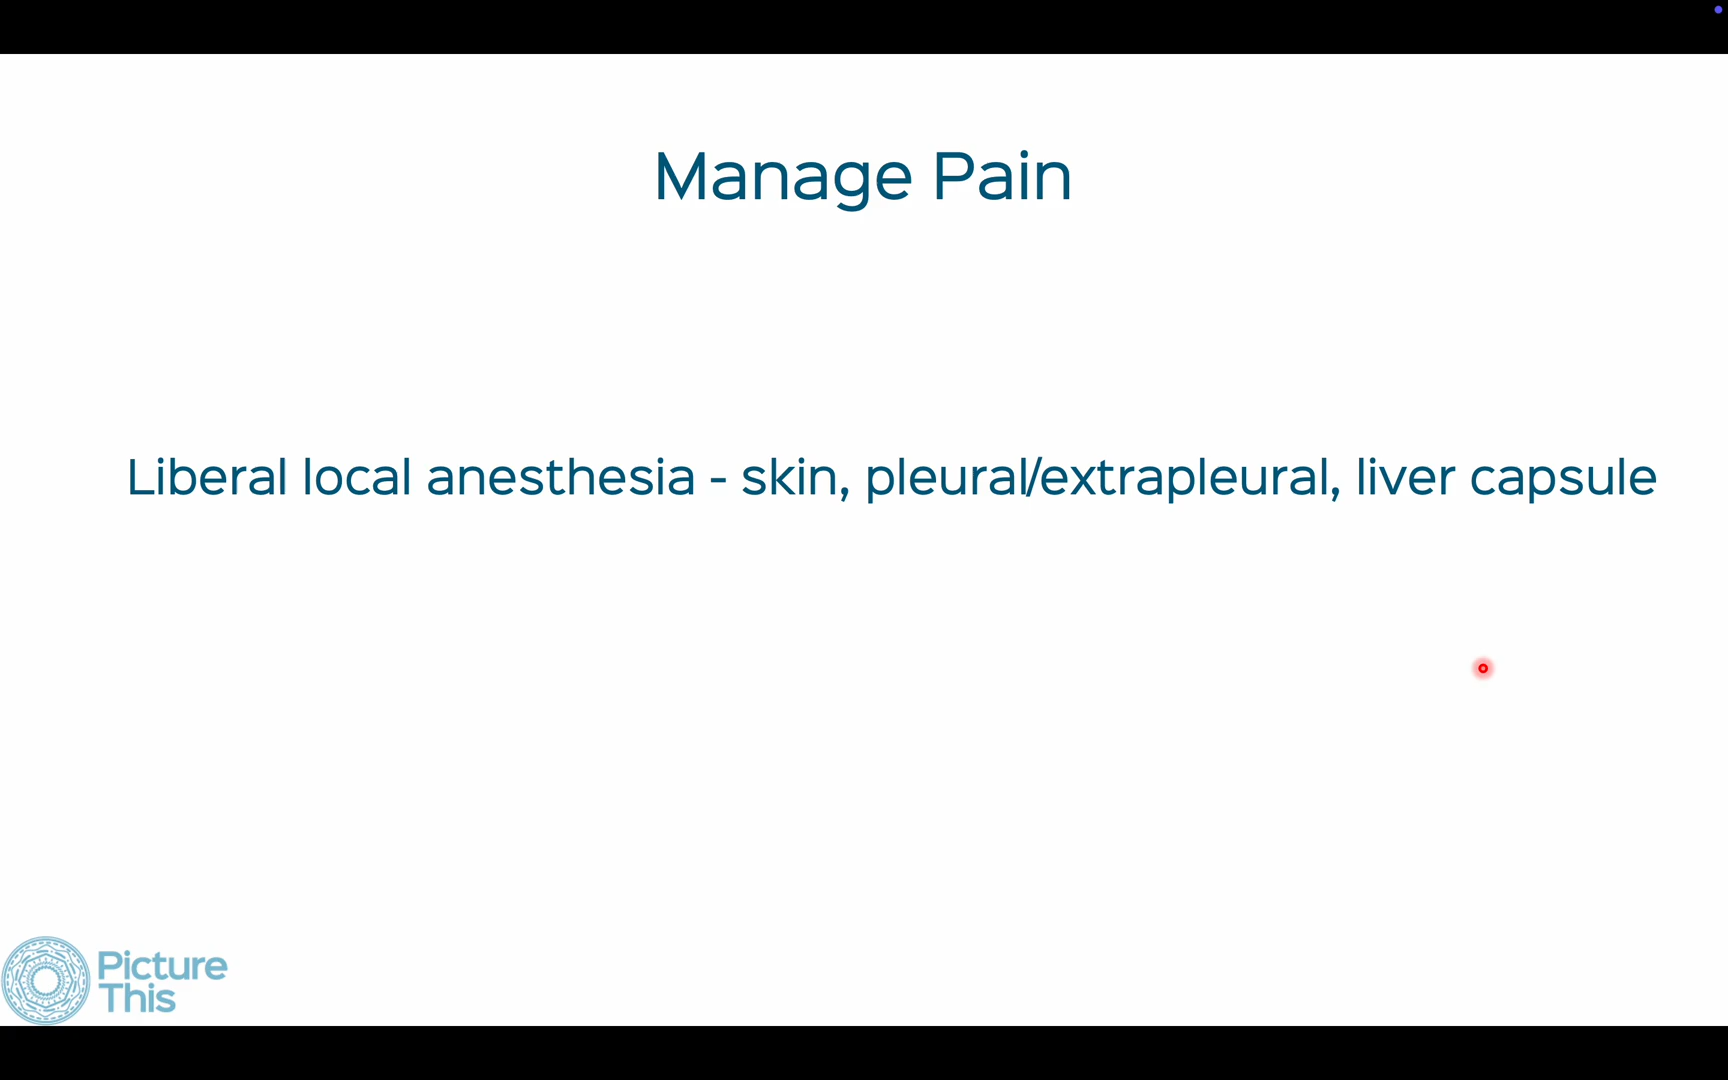 Manage Pain
Liberal local anesthesia - skin, pleural/extrapleural, liver capsule
Picture
This